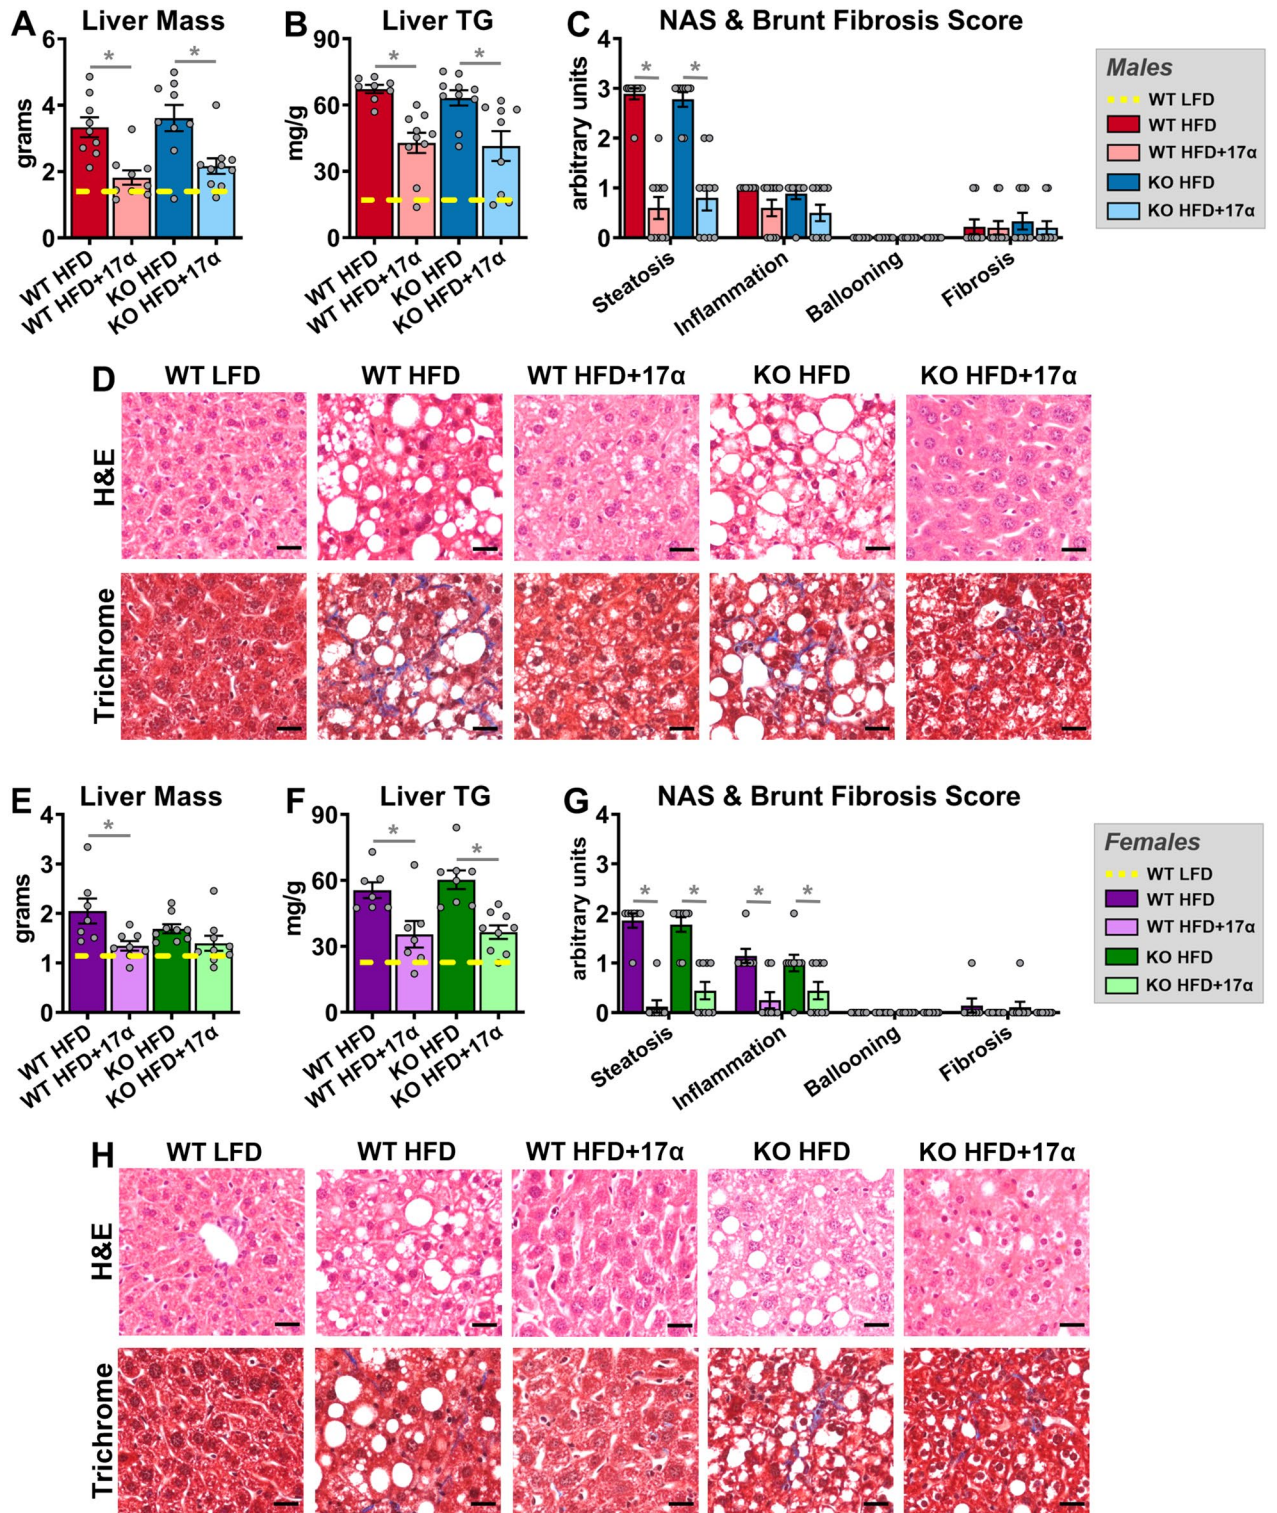 A Liver Mass
B Liver TG
C NAS & Brunt Fibrosis Score
grams
6
4
2
0
WT HFD
WT HFD+17α
KO HFD
KO HFD+17α
*
*
mg/g
90
60
30
0
WT HFD
WT HFD+17α
KO HFD
KO HFD+17α
*
*
arbitrary units
4
3
2
1
0
*
*
Steatosis
Inflammation
Ballooning
Fibrosis
Males
WT LFD
WT HFD
WT HFD+17α
KO HFD
KO HFD+17α
D
WT LFD
WT HFD
WT HFD+17α
KO HFD
KO HFD+17α
H&E
Trichrome
E Liver Mass
F Liver TG
G NAS & Brunt Fibrosis Score
grams
4
3
2
1
0
*
WT HFD
WT HFD+17α
KO HFD
KO HFD+17α
mg/g
90
60
30
0
*
*
WT HFD
WT HFD+17α
KO HFD
KO HFD+17α
arbitrary units
4
3
2
1
0
*
*
*
*
Steatosis
Inflammation
Ballooning
Fibrosis
Females
WT LFD
WT HFD
WT HFD+17α
KO HFD
KO HFD+17α
H
WT LFD
WT HFD
WT HFD+17α
KO HFD
KO HFD+17α
H&E
Trichrome